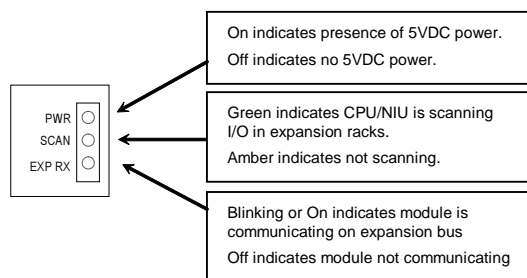 On indicates presence of 5VDC power.
Off indicates no 5VDC power.
PWR
SCAN
EXP RX
Green indicates CPU/NIU is scanning
I/O in expansion racks.
Amber indicates not scanning.
Blinking or On indicates module is
communicating on expansion bus
Off indicates module not communicating